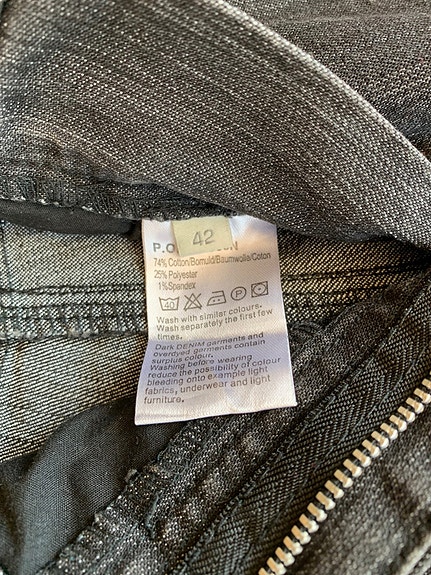 42
P.O
74% Cotton/Bomuld/Baumwolle/Coton
25% Polyester
1% Spandex
40 P
Wash with similar colours.
Wash separately the first few
times.
Dark DENIM garments and
overdyed garments contain
surplus colour.
Washing before wearing
reduce the possibility of colour
bleeding onto example light
fabrics, underwear and light
furniture.